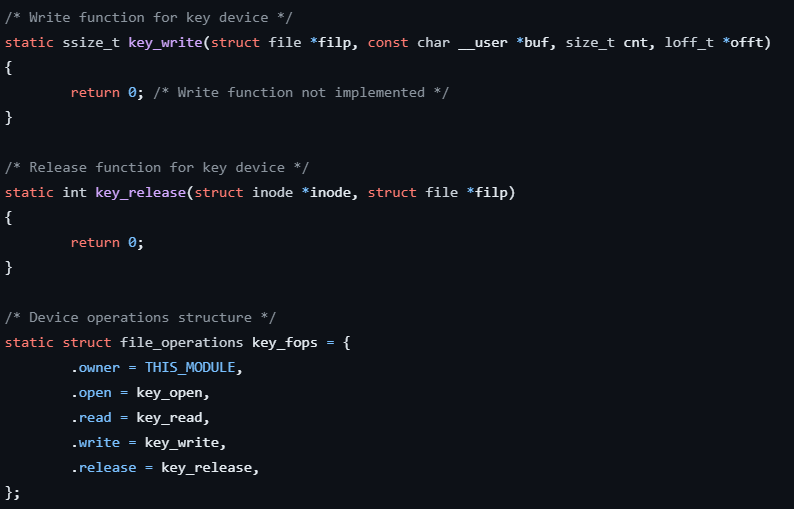 /* Write function for key device */
static ssize_t key_write(struct file *filp, const char __user *buf, size_t cnt, loff_t *offt)
{
        return 0; /* Write function not implemented */
}

/* Release function for key device */
static int key_release(struct inode *inode, struct file *filp)
{
        return 0;
}

/* Device operations structure */
static struct file_operations key_fops = {
        .owner = THIS_MODULE,
        .open = key_open,
        .read = key_read,
        .write = key_write,
        .release = key_release,
};